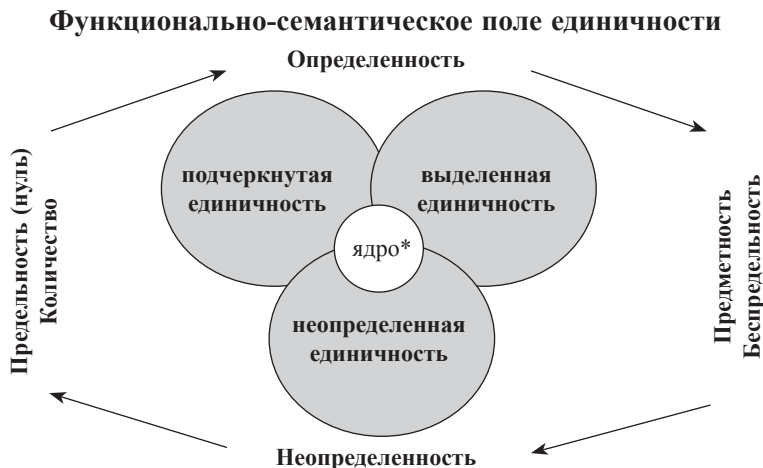 Функционально-семантическое поле единичности
Определенность
Предельность (нуль)
Количество
подчеркнутая
единичность
выделенная
единичность
ядро*
неопределенная
единичность
Предметность
Беспредельность
Неопределенность